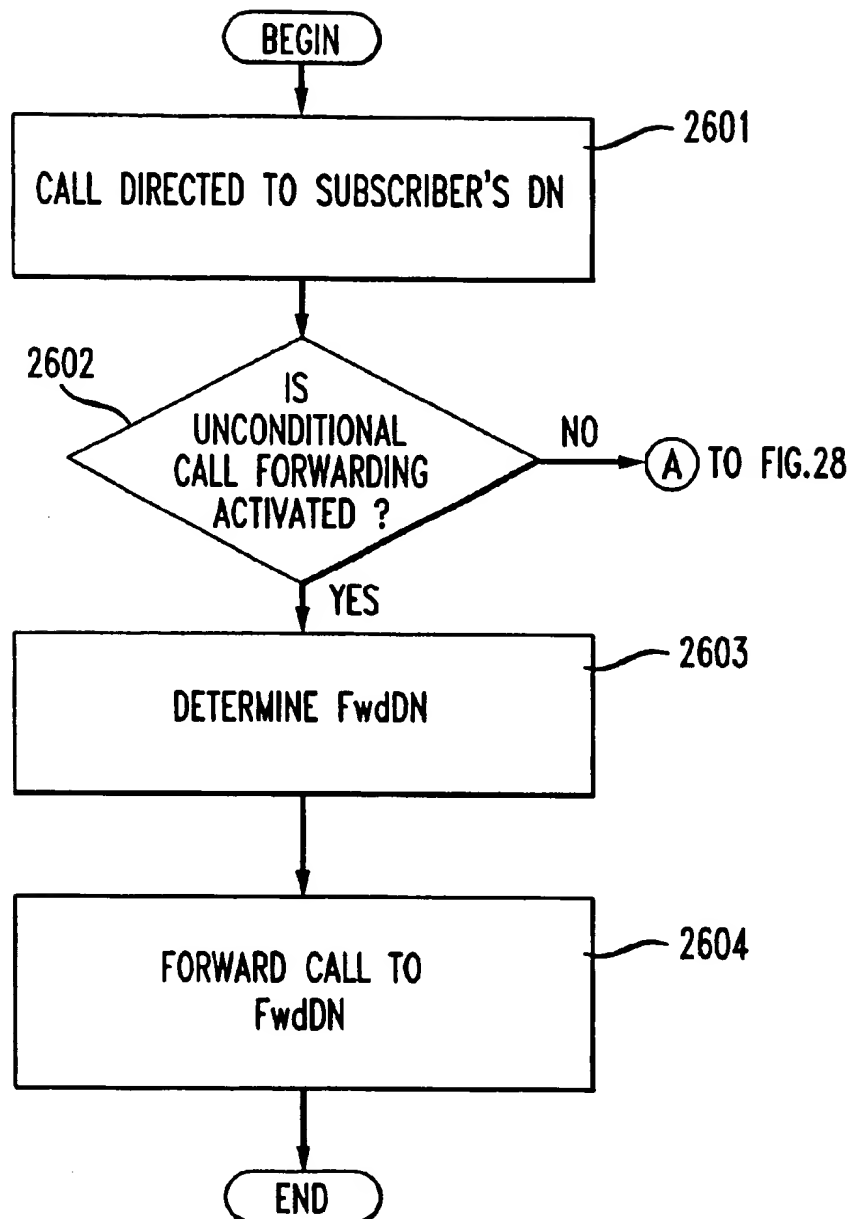 BEGIN
2601
CALL DIRECTED TO SUBSCRIBER'S DN
2602
IS
UNCONDITIONAL
CALL FORWARDING
ACTIVATED ?
NO
A TO FIG.28
YES
2603
DETERMINE FwdDN
2604
FORWARD CALL TO
FwdDN
END